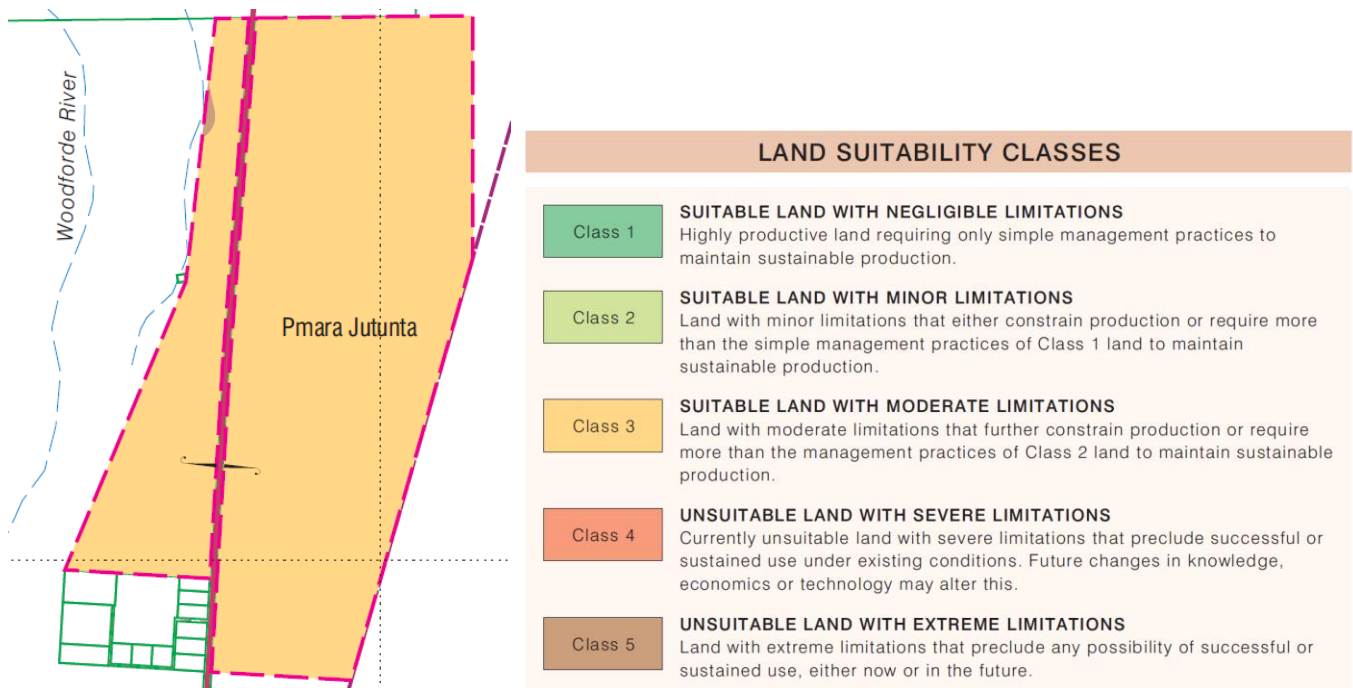 Woodforde River
Pmara Jutunta
LAND SUITABILITY CLASSES
Class 1
SUITABLE LAND WITH NEGLIGIBLE LIMITATIONS
Highly productive land requiring only simple management practices to
maintain sustainable production.
Class 2
SUITABLE LAND WITH MINOR LIMITATIONS
Land with minor limitations that either constrain production or require more
than the simple management practices of Class 1 land to maintain
sustainable production.
Class 3
SUITABLE LAND WITH MODERATE LIMITATIONS
Land with moderate limitations that further constrain production or require
more than the management practices of Class 2 land to maintain sustainable
production.
Class 4
UNSUITABLE LAND WITH SEVERE LIMITATIONS
Currently unsuitable land with severe limitations that preclude successful or
sustained use under existing conditions. Future changes in knowledge,
economics or technology may alter this.
Class 5
UNSUITABLE LAND WITH EXTREME LIMITATIONS
Land with extreme limitations that preclude any possibility of successful or
sustained use, either now or in the future.